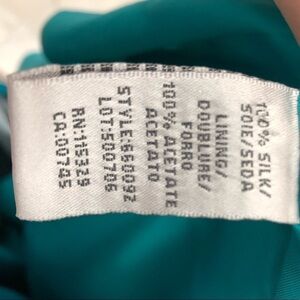 100% SILK/
SOIE/SEDA
LINING/
DOUBLURE/
FORRO
100% ACETATE
ACETATO
STYLE:660092
LOT:500706
RN:115329
CA:00745